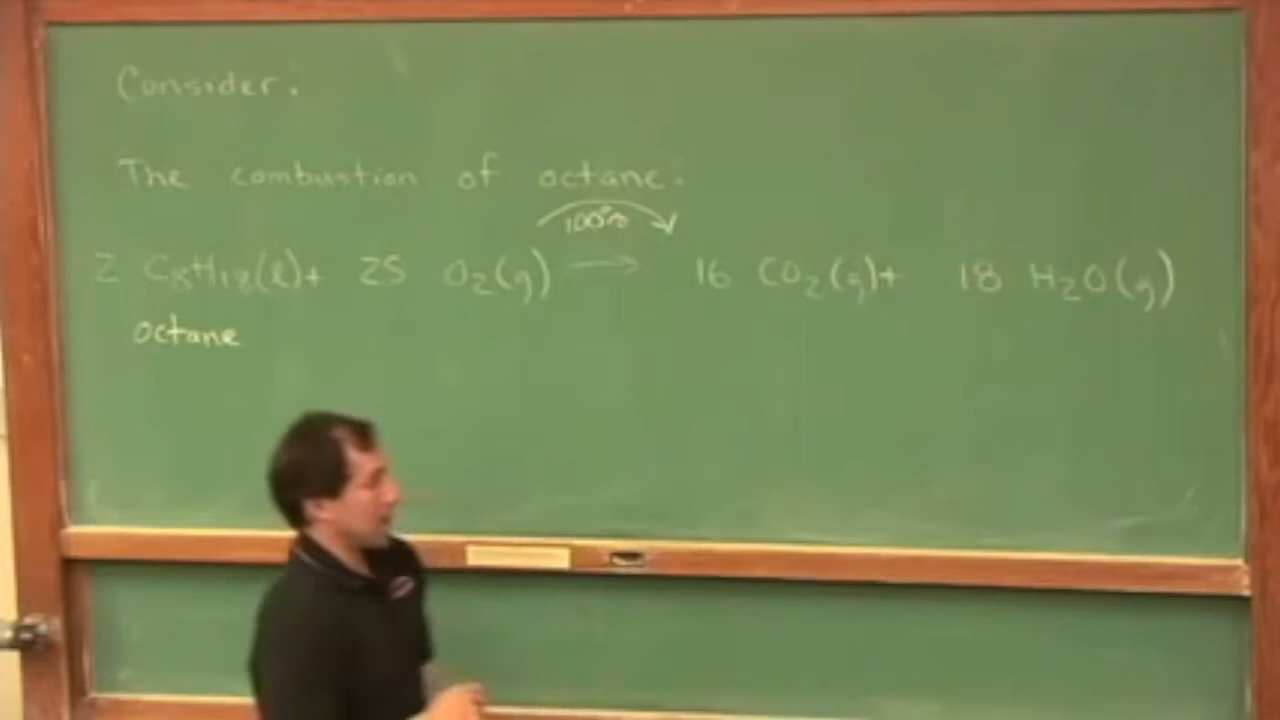 Consider:
The combustion of octane:
100%
2 C₈H₁₈(l) + 25 O₂(g) → 16 CO₂(g) + 18 H₂O(g)
octane